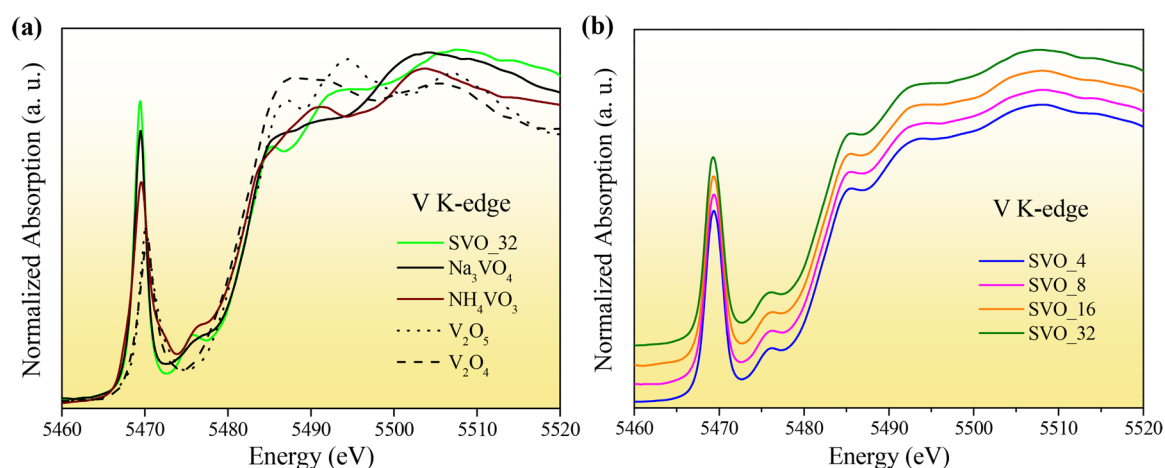 (a)
Normalized Absorption (a. u.)
V K-edge
SVO_32
Na₃VO₄
NH₄VO₃
V₂O₅
V₂O₄
5460 5470 5480 5490 5500 5510 5520
Energy (eV)
(b)
Normalized Absorption (a. u.)
V K-edge
SVO_4
SVO_8
SVO_16
SVO_32
5460 5470 5480 5490 5500 5510 5520
Energy (eV)